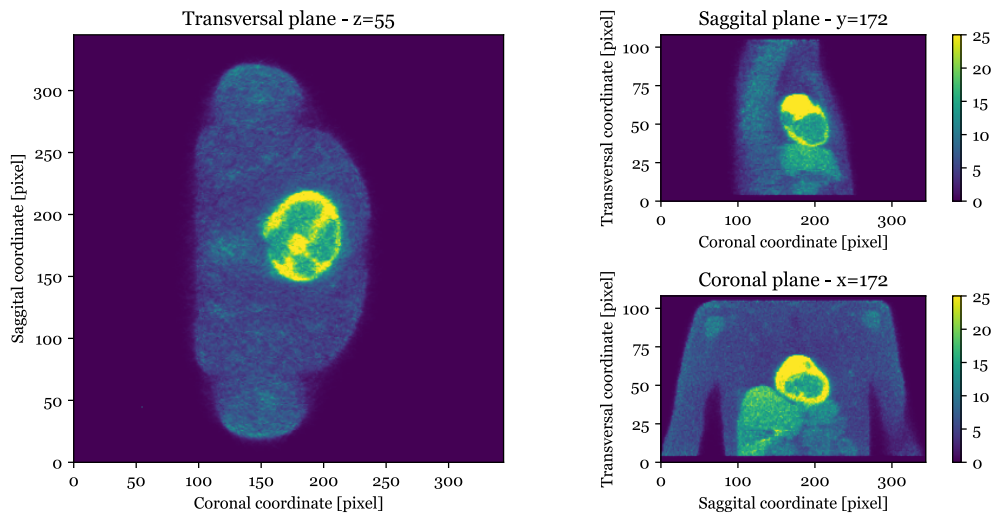 Transversal plane - z=55
300
250
200
150
100
50
0
Saggital coordinate [pixel]
0 50 100 150 200 250 300
Coronal coordinate [pixel]
Saggital plane - y=172
100
75
50
25
0
Transversal coordinate [pixel]
0 100 200 300
Coronal coordinate [pixel]
25
20
15
10
5
0
Coronal plane - x=172
100
75
50
25
0
Transversal coordinate [pixel]
0 100 200 300
Saggital coordinate [pixel]
25
20
15
10
5
0